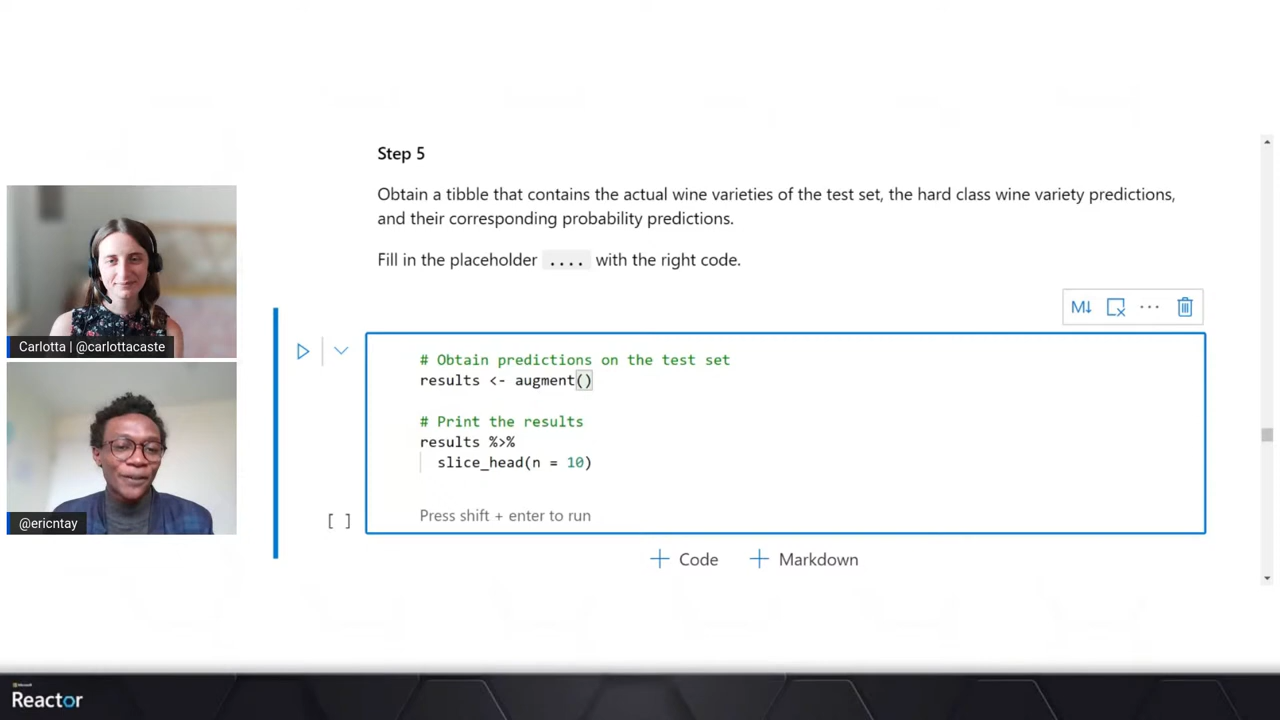 Step 5
Obtain a tibble that contains the actual wine varieties of the test set, the hard class wine variety predictions,
and their corresponding probability predictions.
Fill in the placeholder .... with the right code.
M↓
# Obtain predictions on the test set
results <- augment()
# Print the results
results %>%
slice_head(n = 10)
[ ]
Press shift + enter to run
+ Code + Markdown
Carlotta | @carlottacaste
@ericntay
Microsoft
Reactor